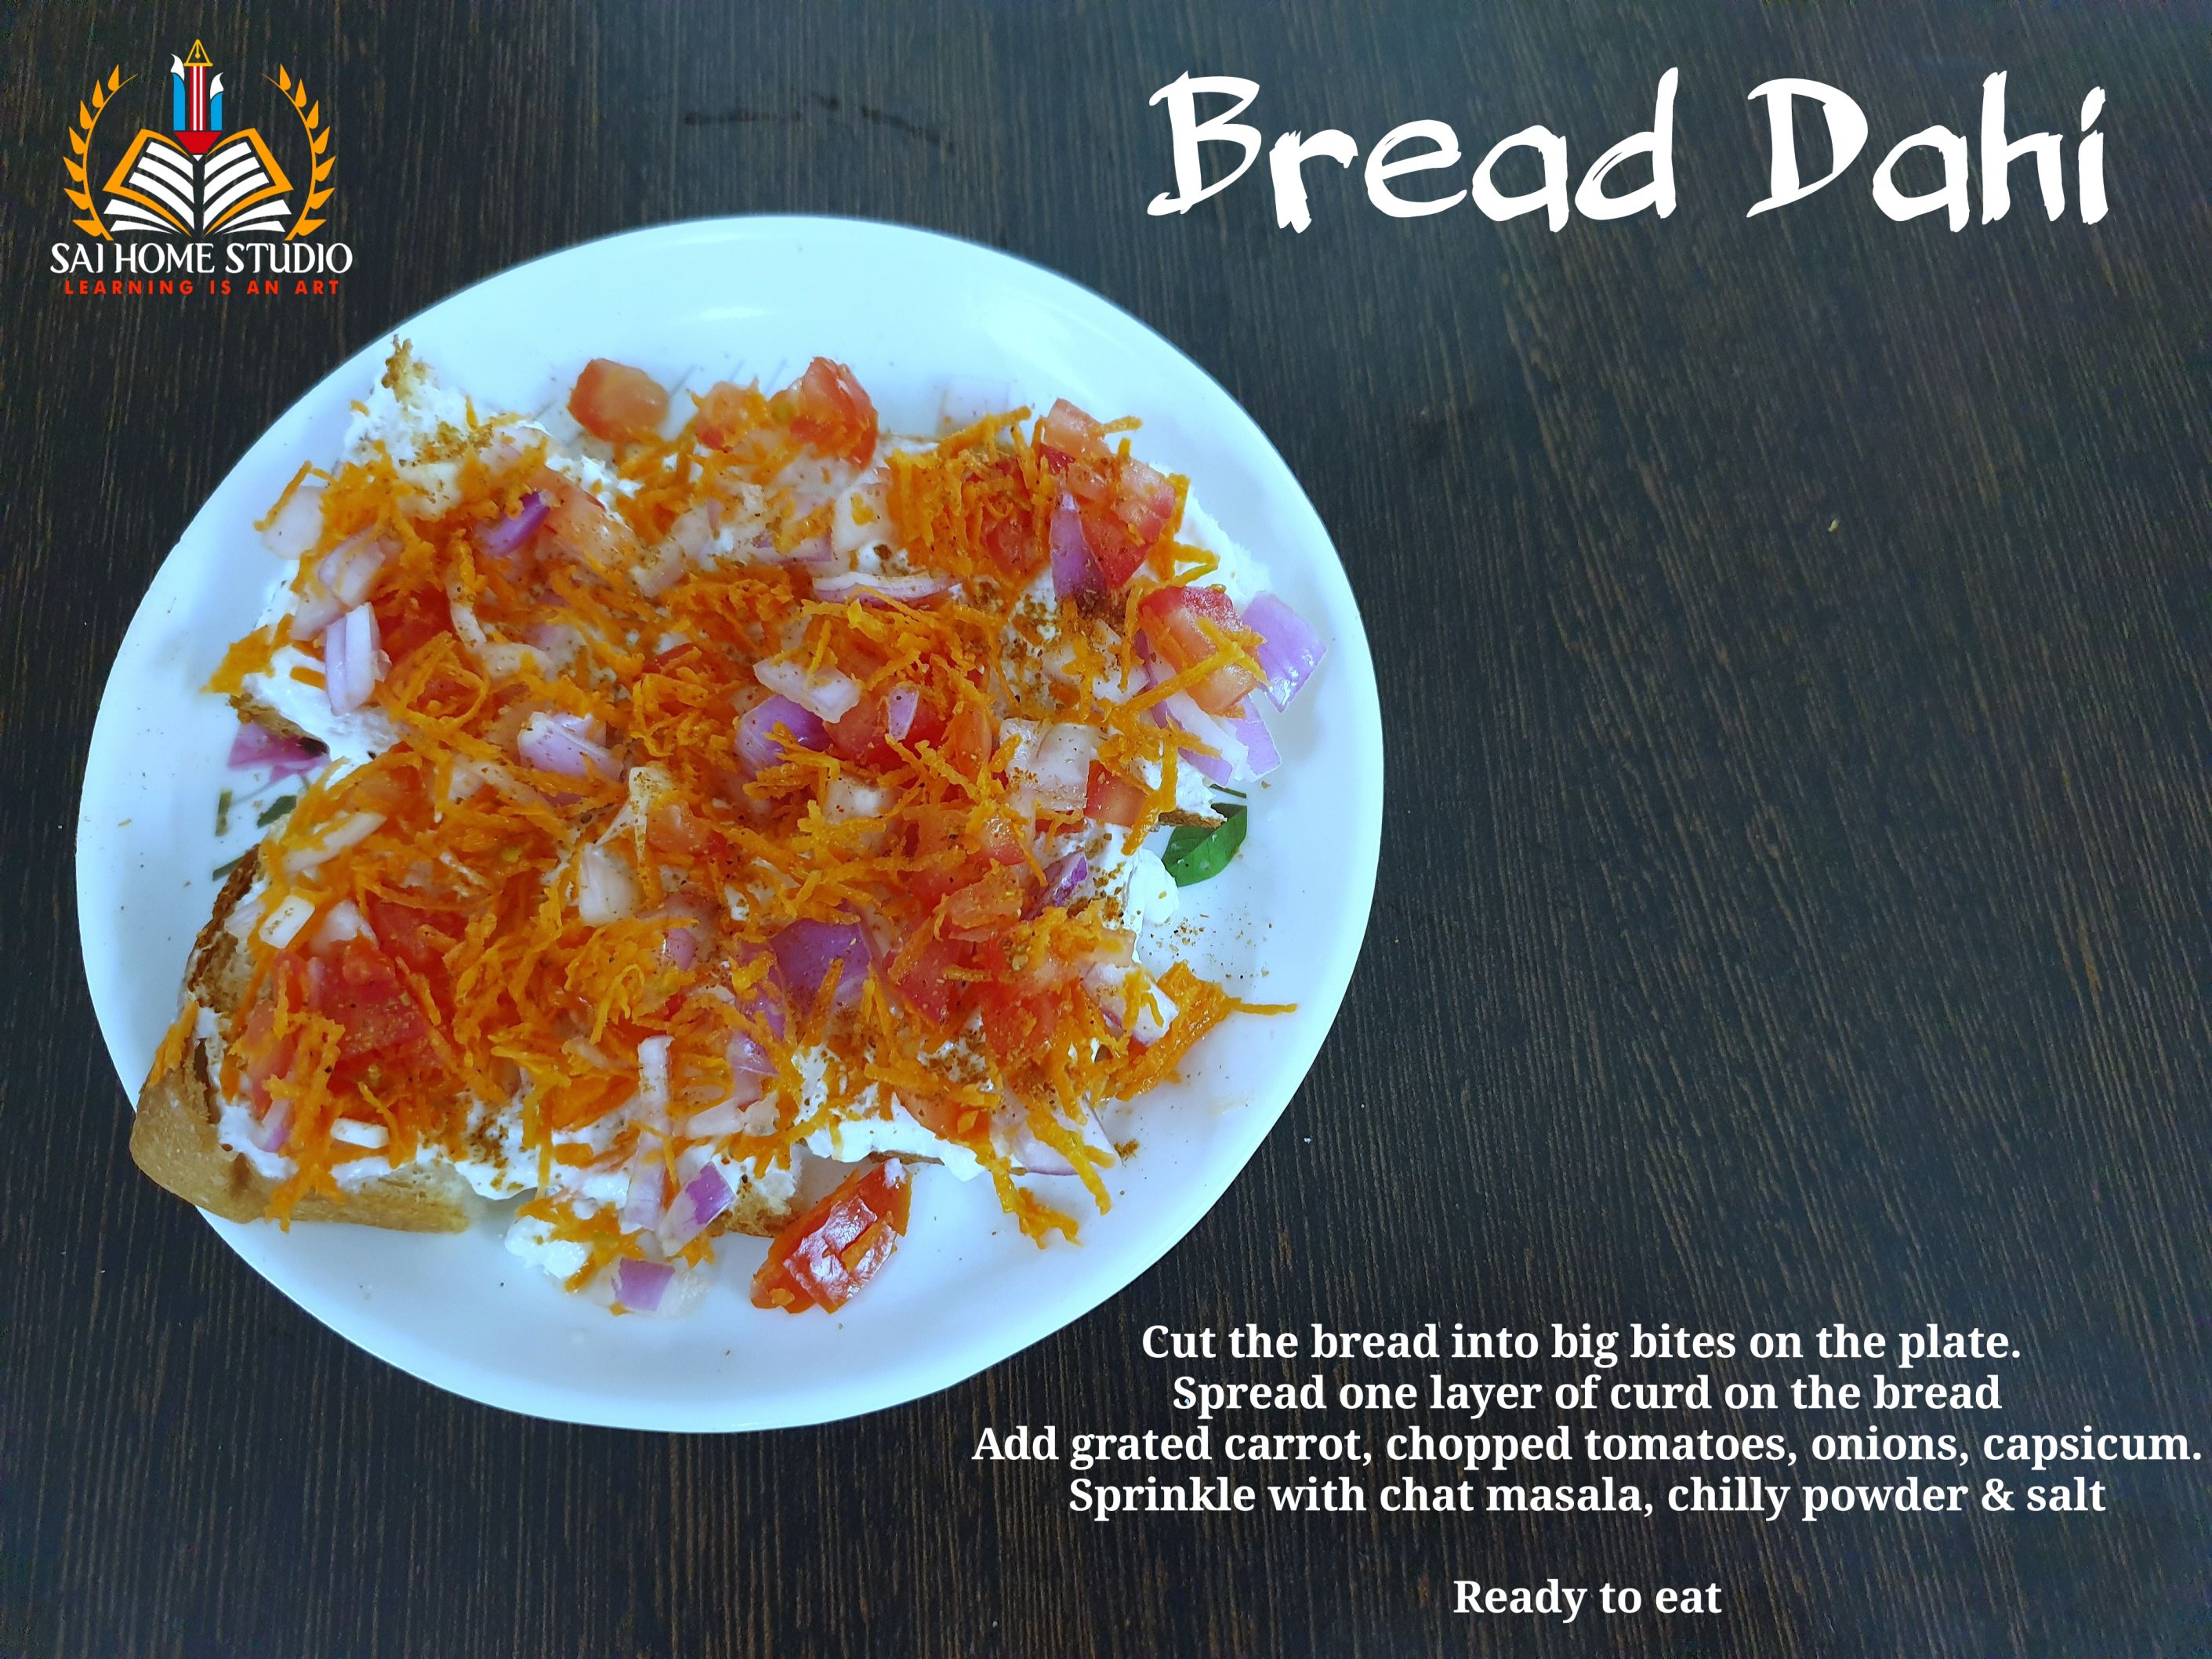 SAI HOME STUDIO
LEARNING IS AN ART
Bread Dahi
Cut the bread into big bites on the plate.
Spread one layer of curd on the bread
Add grated carrot, chopped tomatoes, onions, capsicum.
Sprinkle with chat masala, chilly powder & salt
Ready to eat